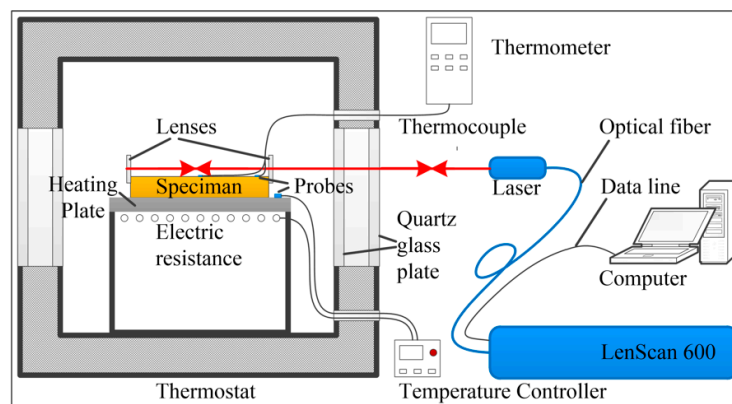 Thermometer
Lenses
Thermocouple
Optical fiber
Speciman
Probes
Laser
Heating
Plate
Data line
Electric
resistance
Quartz
glass
plate
Computer
LenScan 600
Thermostat
Temperature Controller